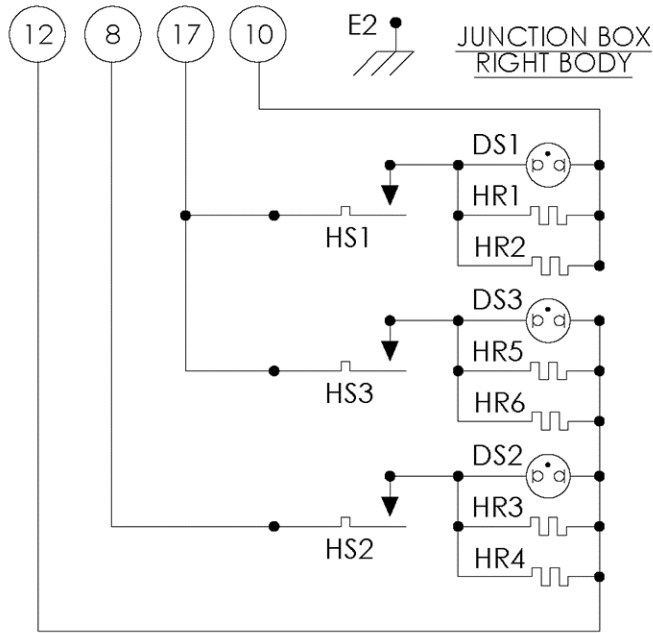 12 8 17 10 E2
JUNCTION BOX
RIGHT BODY
DS1
HR1
HS1
HR2
DS3
HR5
HS3
HR6
DS2
HR3
HS2
HR4